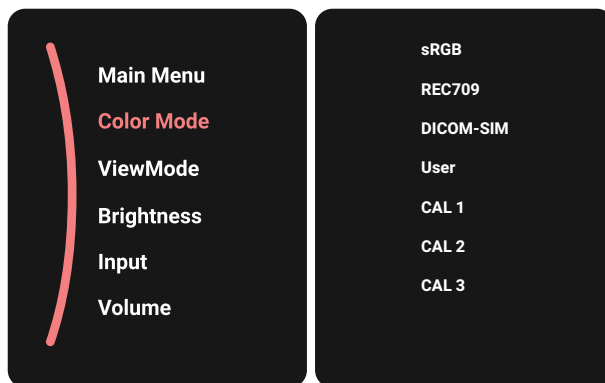 Main Menu
Color Mode
ViewMode
Brightness
Input
Volume
sRGB
REC709
DICOM-SIM
User
CAL 1
CAL 2
CAL 3